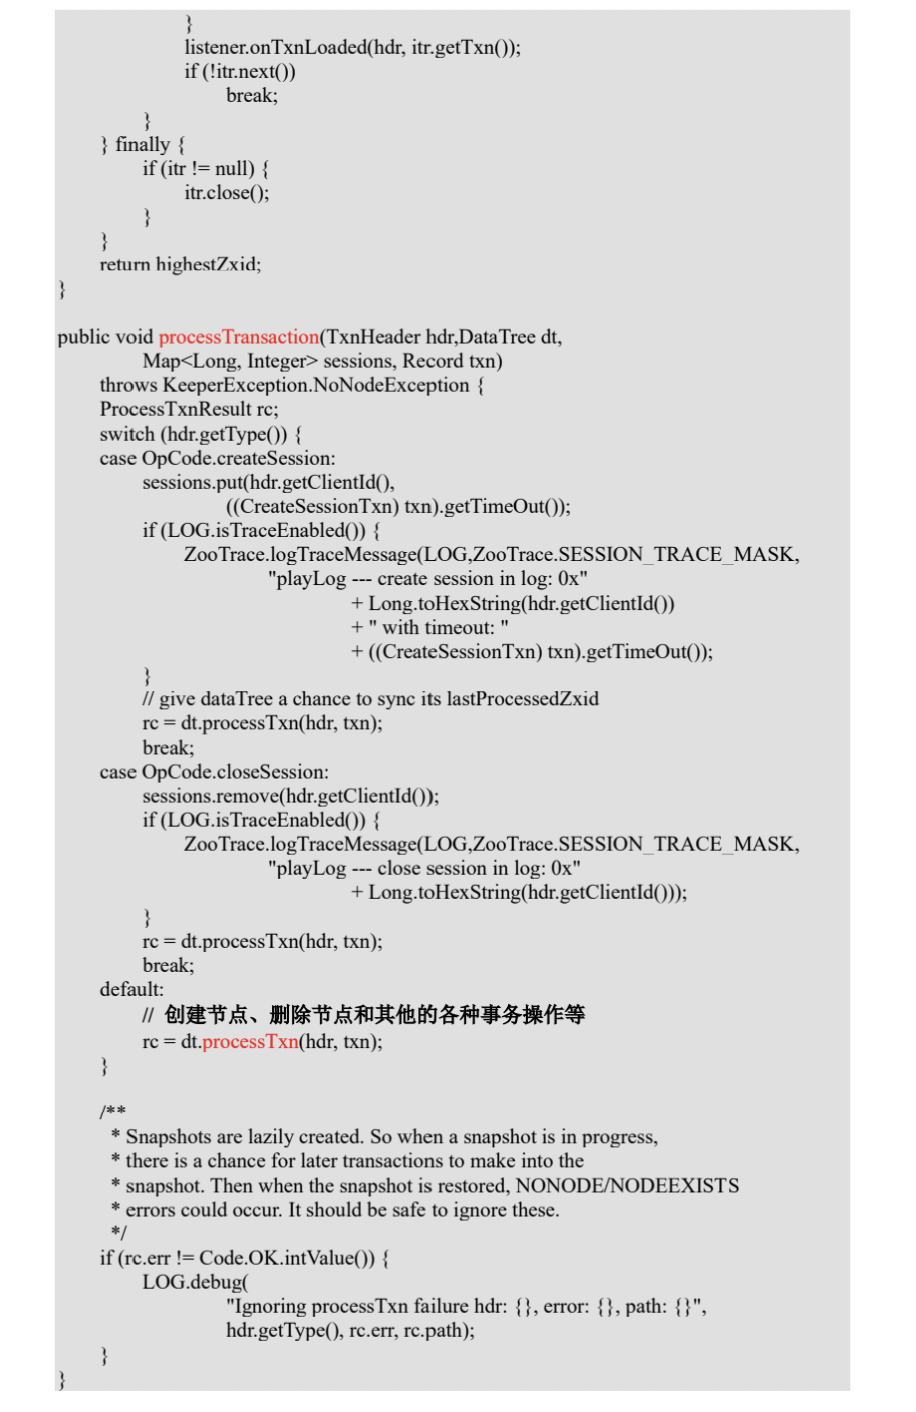 }
listener.onTxnLoaded(hdr, itr.getTxn());
if (!itr.next())
break;
}
} finally {
if (itr != null) {
itr.close();
}
}
return highestZxid;
}
public void processTransaction(TxnHeader hdr,DataTree dt,
Map<Long, Integer> sessions, Record txn)
throws KeeperException.NoNodeException {
ProcessTxnResult rc;
switch (hdr.getType()) {
case OpCode.createSession:
sessions.put(hdr.getClientId(),
((CreateSessionTxn) txn).getTimeOut());
if (LOG.isTraceEnabled()) {
ZooTrace.logTraceMessage(LOG,ZooTrace.SESSION_TRACE_MASK,
"playLog --- create session in log: 0x"
+ Long.toHexString(hdr.getClientId())
+ " with timeout: "
+ ((CreateSessionTxn) txn).getTimeOut());
}
// give dataTree a chance to sync its lastProcessedZxid
rc = dt.processTxn(hdr, txn);
break;
case OpCode.closeSession:
sessions.remove(hdr.getClientId());
if (LOG.isTraceEnabled()) {
ZooTrace.logTraceMessage(LOG,ZooTrace.SESSION_TRACE_MASK,
"playLog --- close session in log: 0x"
+ Long.toHexString(hdr.getClientId()));
}
rc = dt.processTxn(hdr, txn);
break;
default:
// 创建节点、删除节点和其他的各种事务操作等
rc = dt.processTxn(hdr, txn);
}
/**
* Snapshots are lazily created. So when a snapshot is in progress,
* there is a chance for later transactions to make into the
* snapshot. Then when the snapshot is restored, NONODE/NODEEXISTS
* errors could occur. It should be safe to ignore these.
*/
if (rc.err != Code.OK.intValue()) {
LOG.debug(
"Ignoring processTxn failure hdr: {}, error: {}, path: {}",
hdr.getType(), rc.err, rc.path);
}
}